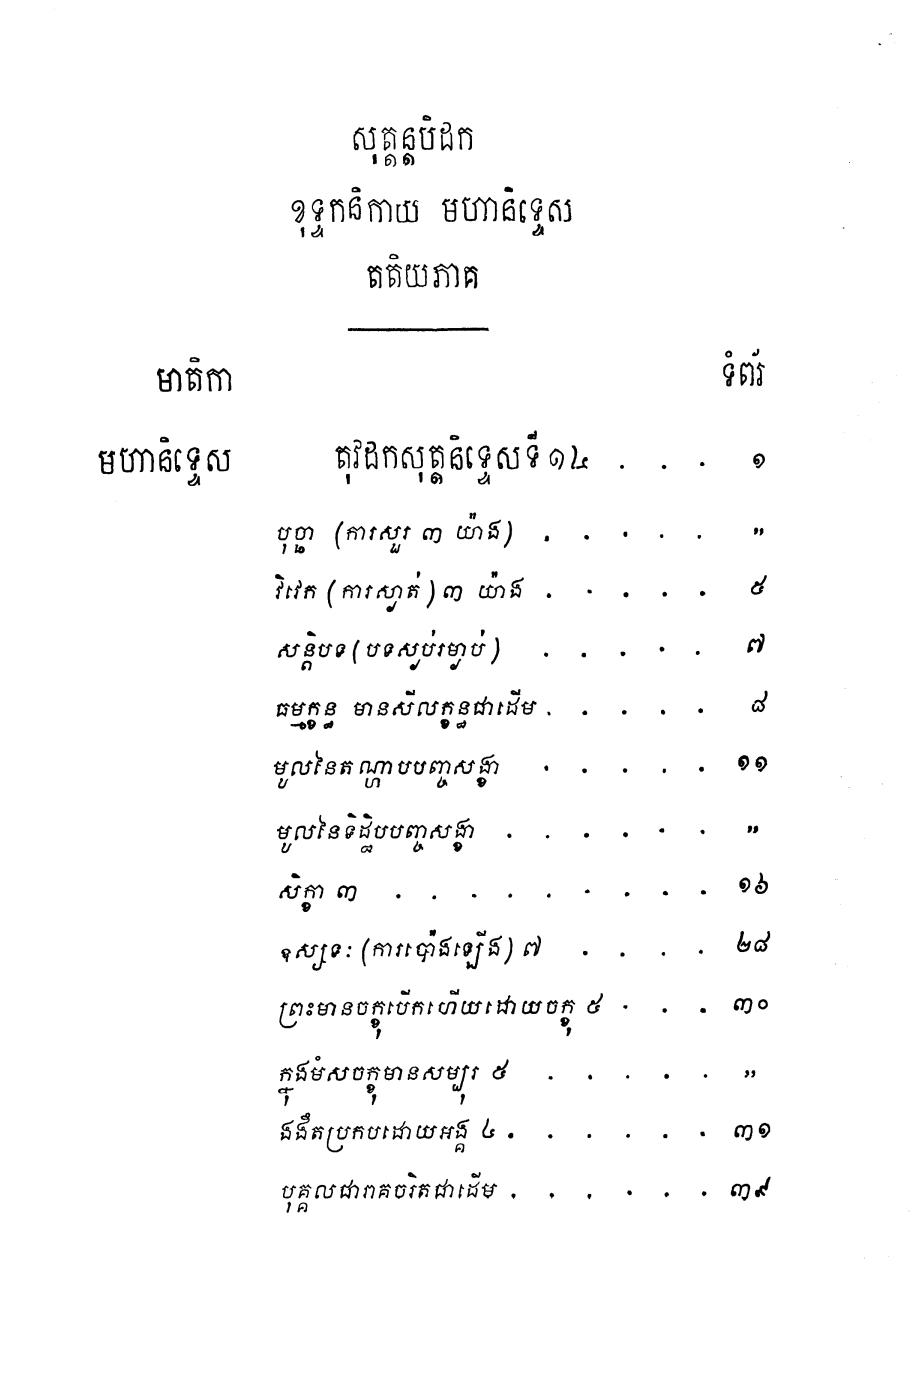 សុត្តន្តបិដក
ខុទ្ទកនិកាយ មហានិទ្ទេស
តតិយភាគ
មាតិកា ទំព័រ
មហានិទ្ទេស តុវដកសុត្តនិទ្ទេសទី ១៤ . . . ១
បុច្ឆា (ការសួរ ៣ យ៉ាង) . . . . . "
វិវេក (ការស្ងាត់) ៣ យ៉ាង . . . . . ៥
សន្តិបទ (បទស្ងប់រម្ងាប់) . . . . . ៧
ធម្មក្ខន្ធ មានសីលក្ខន្ធជាដើម . . . . . ៨
មូលនៃតណ្ហាបបញ្ចសង្ខា . . . . . ១១
មូលនៃទិដ្ឋិបបញ្ចសង្ខា . . . . . . "
សិក្ខា ៣ . . . . . . . . . ១៦
ឧស្សទៈ (ការប៉ោងឡើង) ៧ . . . . ២៨
ព្រះមានចក្ខុបើកហើយដោយចក្ខុ ៥ . . . ៣០
ក្នុងមំសចក្ខុមានសម្បុរ ៥ . . . . . "
ងងឹតប្រកបដោយអង្គ ៤ . . . . . . ៣១
បុគ្គលជារាគចរិតជាដើម . . . . . . ៣៩